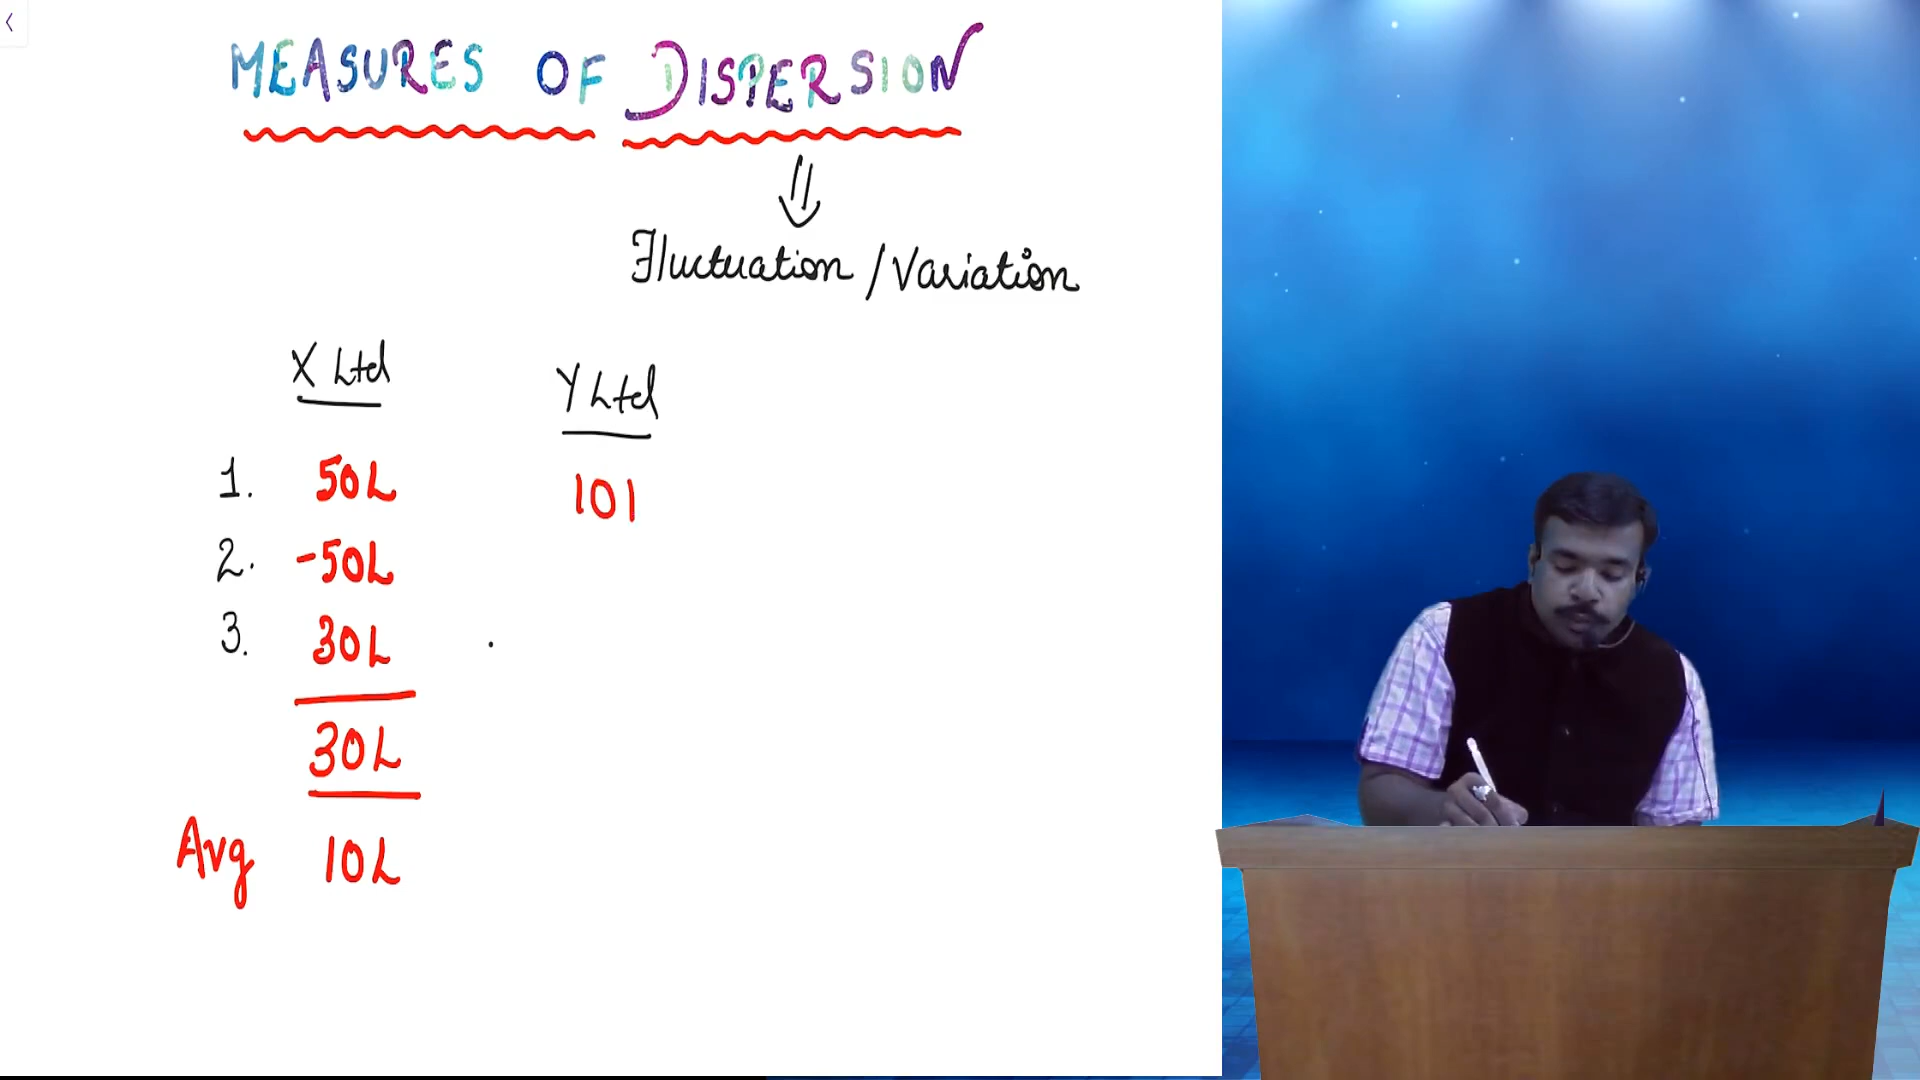 MEASURES OF DISPERSION
Fluctuation / Variation
X Ltd Y Ltd
1. 50L 101
2. -50L
3. 30L
30L
Avg 10L